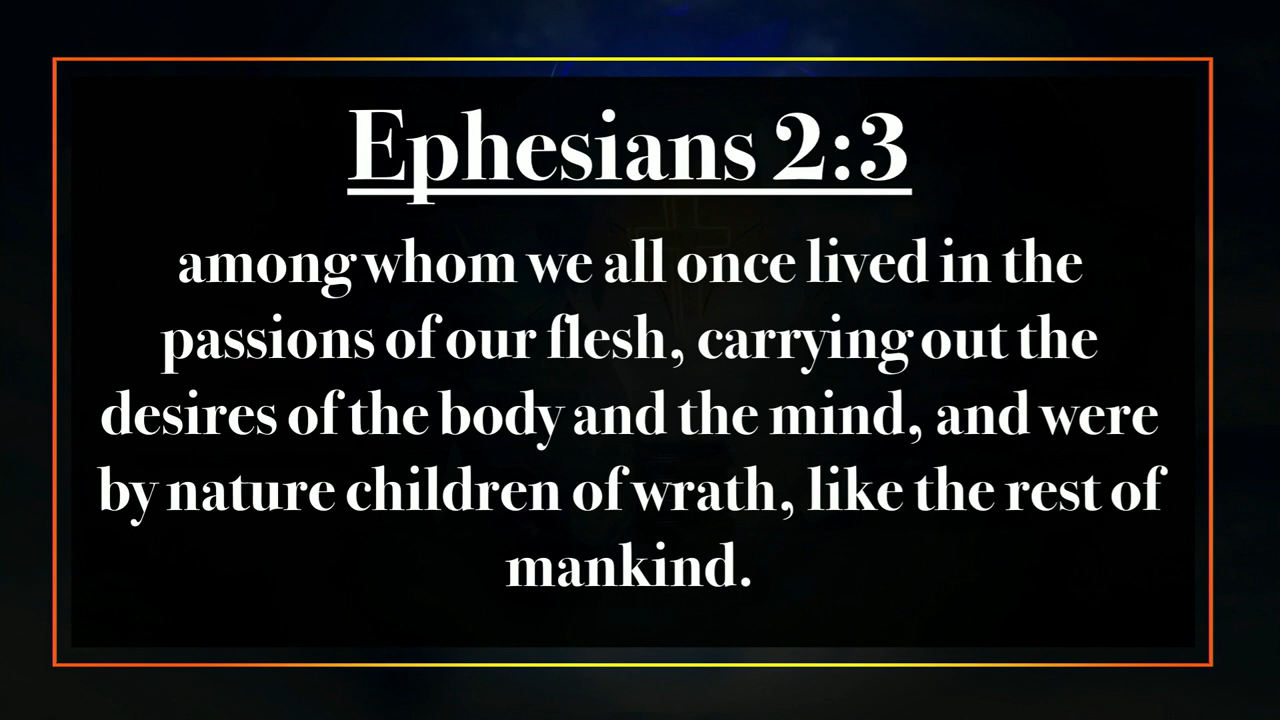 Ephesians 2:3
among whom we all once lived in the
passions of our flesh, carrying out the
desires of the body and the mind, and were
by nature children of wrath, like the rest of
mankind.